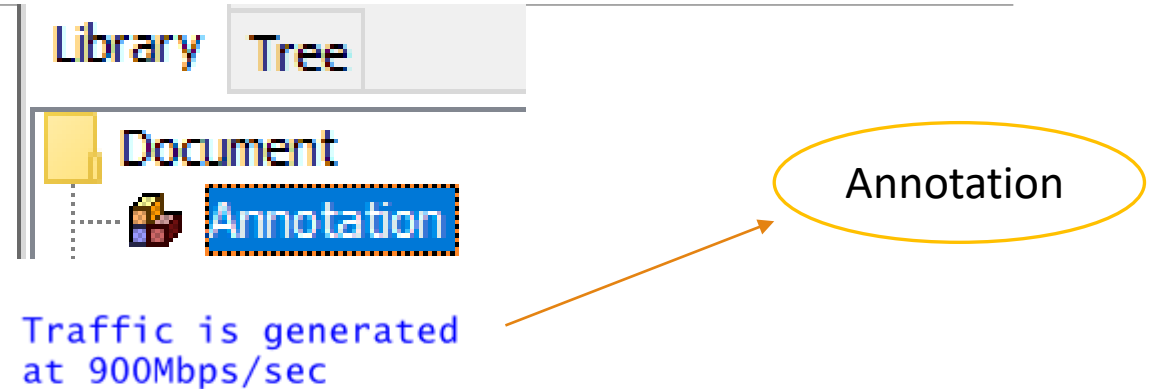 Library Tree
Document
Annotation
Annotation
Traffic is generated
at 900Mbps/sec